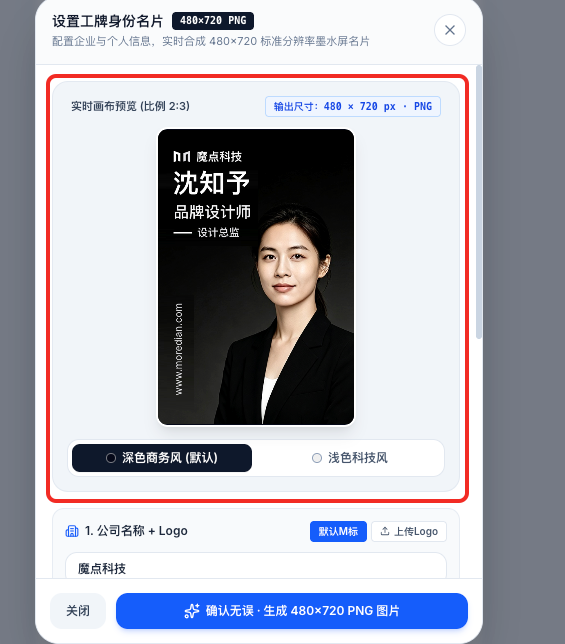 设置工牌身份名片 480×720 PNG
配置企业与个人信息，实时合成 480×720 标准分辨率墨水屏名片
实时画布预览 (比例 2:3)
输出尺寸: 480 × 720 px · PNG
魔点科技
沈知予
品牌设计师
设计总监
www.moredian.com
深色商务风 (默认)
浅色科技风
1. 公司名称 + Logo
默认M标
上传Logo
魔点科技
关闭
确认无误 · 生成 480×720 PNG 图片